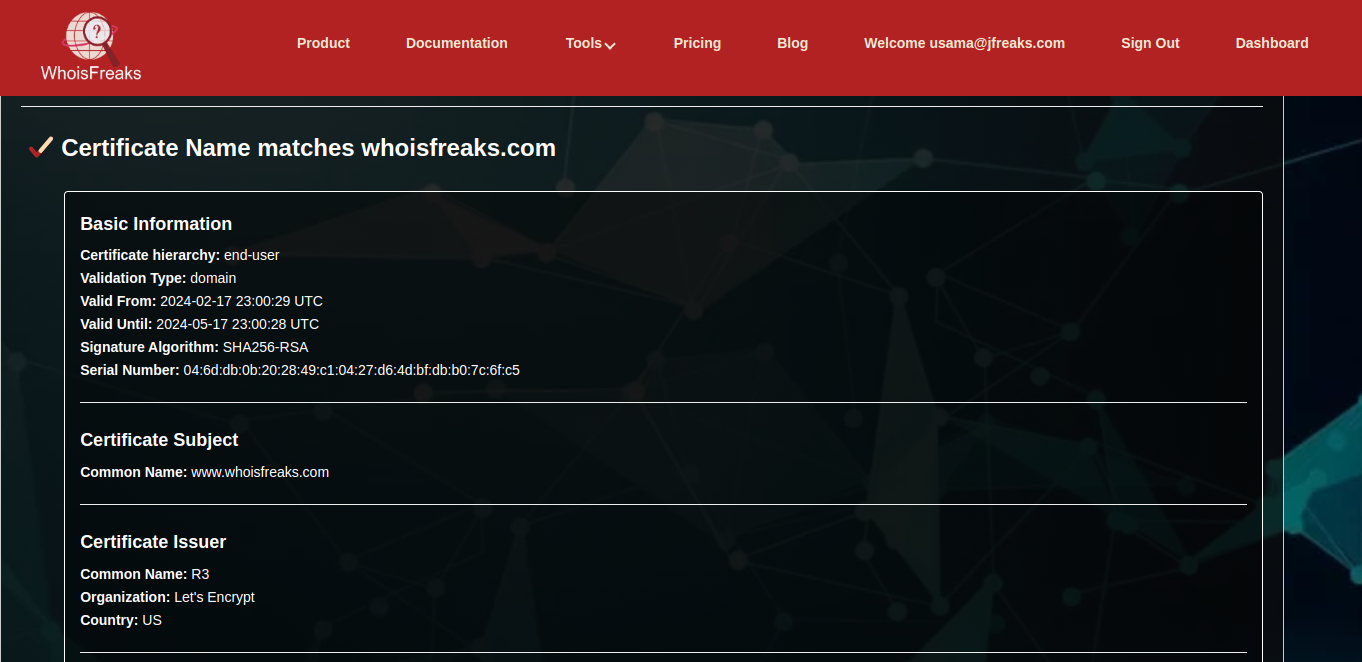 WhoisFreaks
Product Documentation Tools Pricing Blog Welcome usama@jfreaks.com Sign Out Dashboard
Certificate Name matches whoisfreaks.com
Basic Information
Certificate hierarchy: end-user
Validation Type: domain
Valid From: 2024-02-17 23:00:29 UTC
Valid Until: 2024-05-17 23:00:28 UTC
Signature Algorithm: SHA256-RSA
Serial Number: 04:6d:db:0b:20:28:49:c1:04:27:d6:4d:bf:db:b0:7c:6f:c5
Certificate Subject
Common Name: www.whoisfreaks.com
Certificate Issuer
Common Name: R3
Organization: Let's Encrypt
Country: US